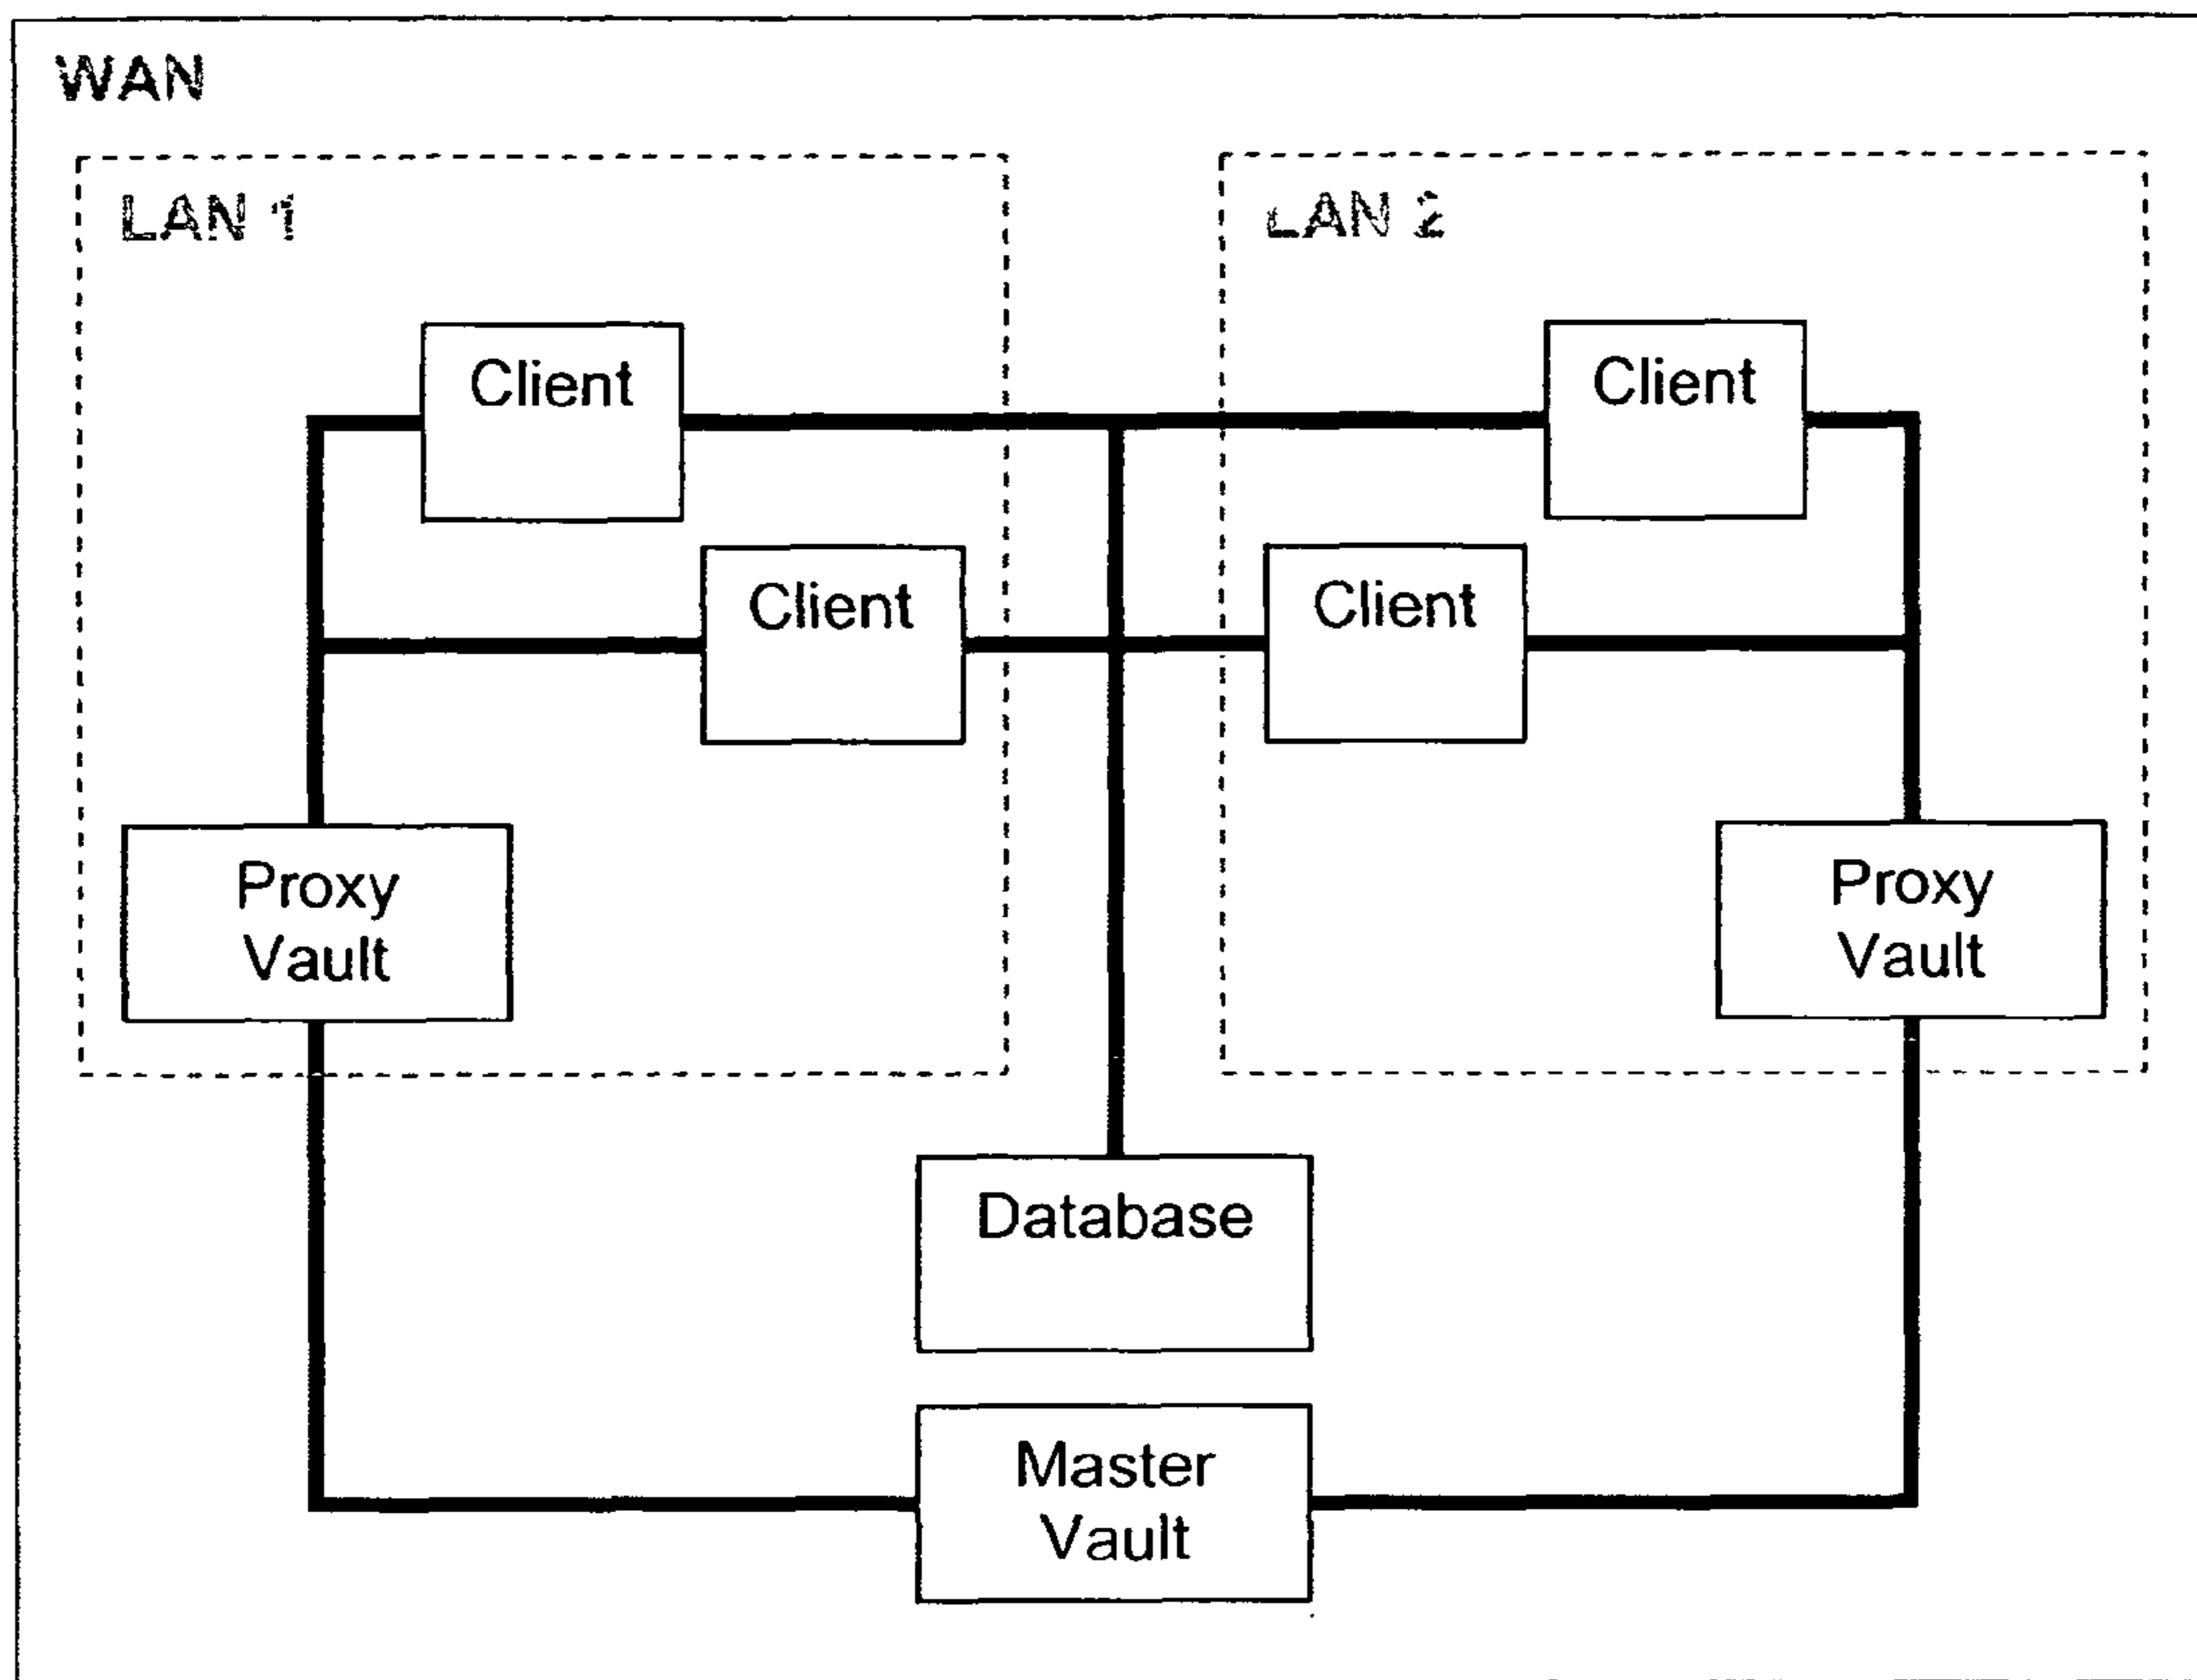 WAN
LAN 1
LAN 2
Client
Client
Client
Client
Proxy
Vault
Proxy
Vault
Database
Master
Vault